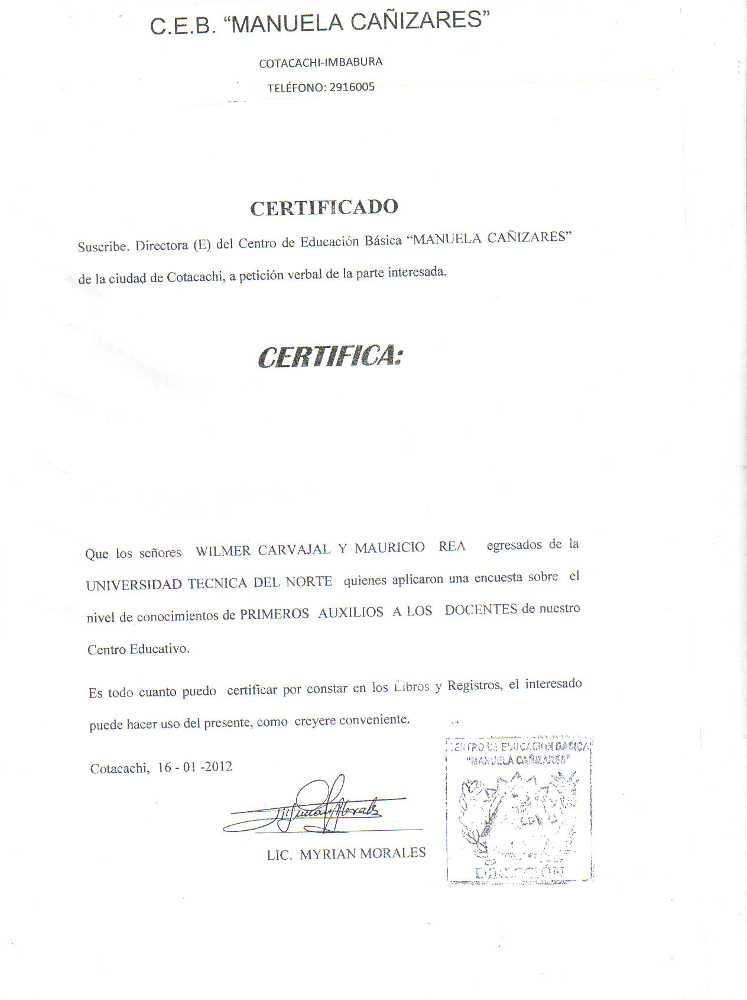 C.E.B. “MANUELA CAÑIZARES”
COTACACHI-IMBABURA
TELÉFONO: 2916005
CERTIFICADO
Suscribe. Directora (E) del Centro de Educación Básica “MANUELA CAÑIZARES”
de la ciudad de Cotacachi, a petición verbal de la parte interesada.
CERTIFICA:
Que los señores WILMER CARVAJAL Y MAURICIO REA egresados de la
UNIVERSIDAD TECNICA DEL NORTE quienes aplicaron una encuesta sobre el
nivel de conocimientos de PRIMEROS AUXILIOS A LOS DOCENTES de nuestro
Centro Educativo.
Es todo cuanto puedo certificar por constar en los Libros y Registros, el interesado
puede hacer uso del presente, como creyere conveniente.
Cotacachi, 16 - 01 -2012
LIC. MYRIAN MORALES
CENTRO DE EDUCACION BASICA
“MANUELA CAÑIZARES”
DIRECCIÓN